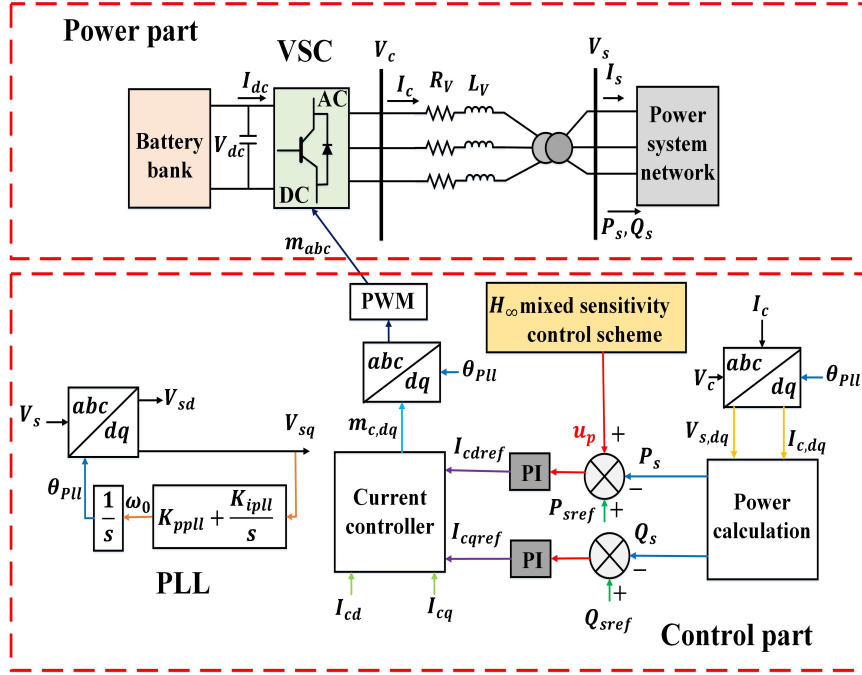 Power part
VSC
V_c
V_s
I_dc
I_c
R_V
L_V
I_s
Battery bank
V_dc
AC
DC
Power system network
P_s, Q_s
m_abc
PWM
H_∞ mixed sensitivity control scheme
I_c
abc
dq
θ_Pll
V_c
abc
dq
θ_Pll
V_s
abc
dq
V_sd
V_sq
m_c,dq
u_p
+
V_s,dq
I_c,dq
I_cdref
PI
P_s
−
P_sref
+
θ_Pll
1/s
ω_0
K_ppll + K_ipll/s
PLL
Current controller
Power calculation
I_cqref
PI
Q_s
−
+
Q_sref
I_cd
I_cq
Control part